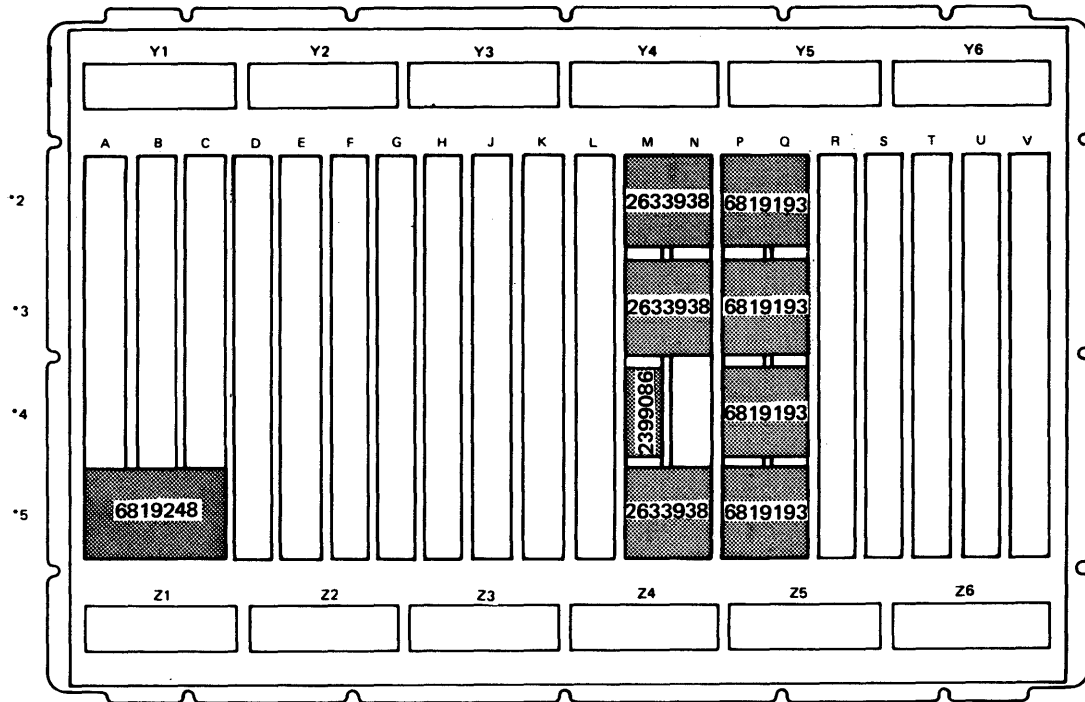 Y1 Y2 Y3 Y4 Y5 Y6
A B C D E F G H J K L M N P Q R S T U V
*2 2633938 6819193
*3 2633938 6819193
*4 2399086 6819193
*5 6819248 2633938 6819193
Z1 Z2 Z3 Z4 Z5 Z6